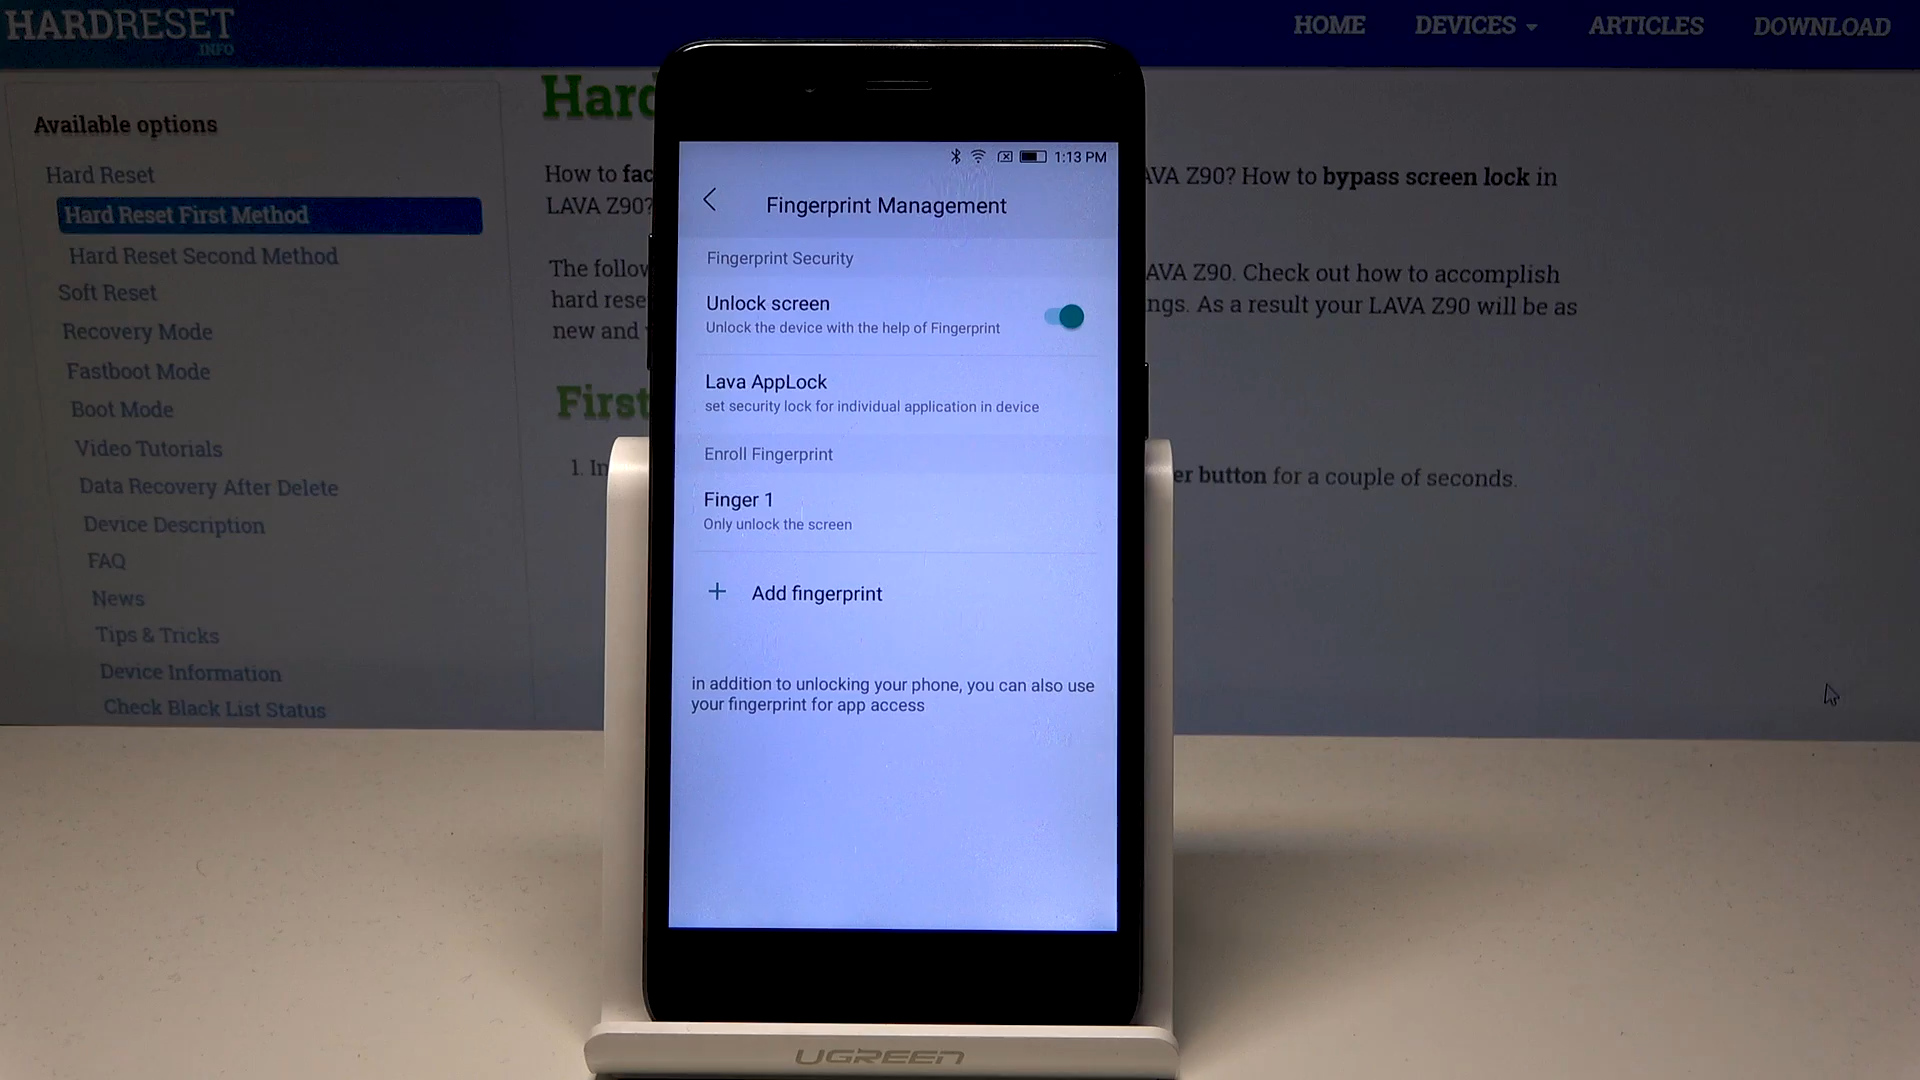 HARDRESET
.INFO
HOME DEVICES ARTICLES DOWNLOAD
Available options
Hard Reset
Hard Reset First Method
Hard Reset Second Method
Soft Reset
Recovery Mode
Fastboot Mode
Boot Mode
Video Tutorials
Data Recovery After Delete
Device Description
FAQ
News
Tips & Tricks
Device Information
Check Black List Status
Hard
How to fac
LAVA Z90?
The follow
hard rese
new and
First
1. In
AVA Z90? How to bypass screen lock in
AVA Z90. Check out how to accomplish
ngs. As a result your LAVA Z90 will be as
er button for a couple of seconds.
1:13 PM
Fingerprint Management
Fingerprint Security
Unlock screen
Unlock the device with the help of Fingerprint
Lava AppLock
set security lock for individual application in device
Enroll Fingerprint
Finger 1
Only unlock the screen
+ Add fingerprint
in addition to unlocking your phone, you can also use
your fingerprint for app access
UGREEN